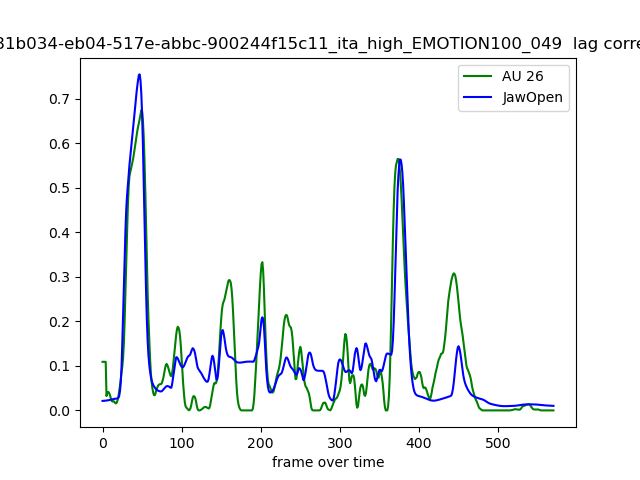 31b034-eb04-517e-abbc-900244f15c11_ita_high_EMOTION100_049 lag corre
AU 26
JawOpen
0.7
0.6
0.5
0.4
0.3
0.2
0.1
0.0
0 100 200 300 400 500
frame over time